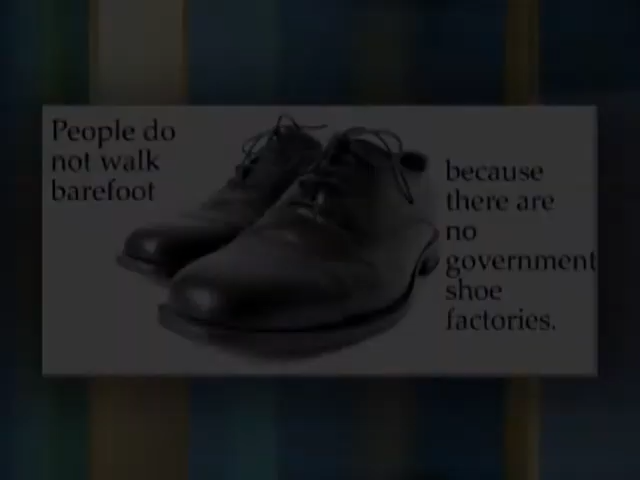 People do
not walk
barefoot
because
there are
no
government
shoe
factories.